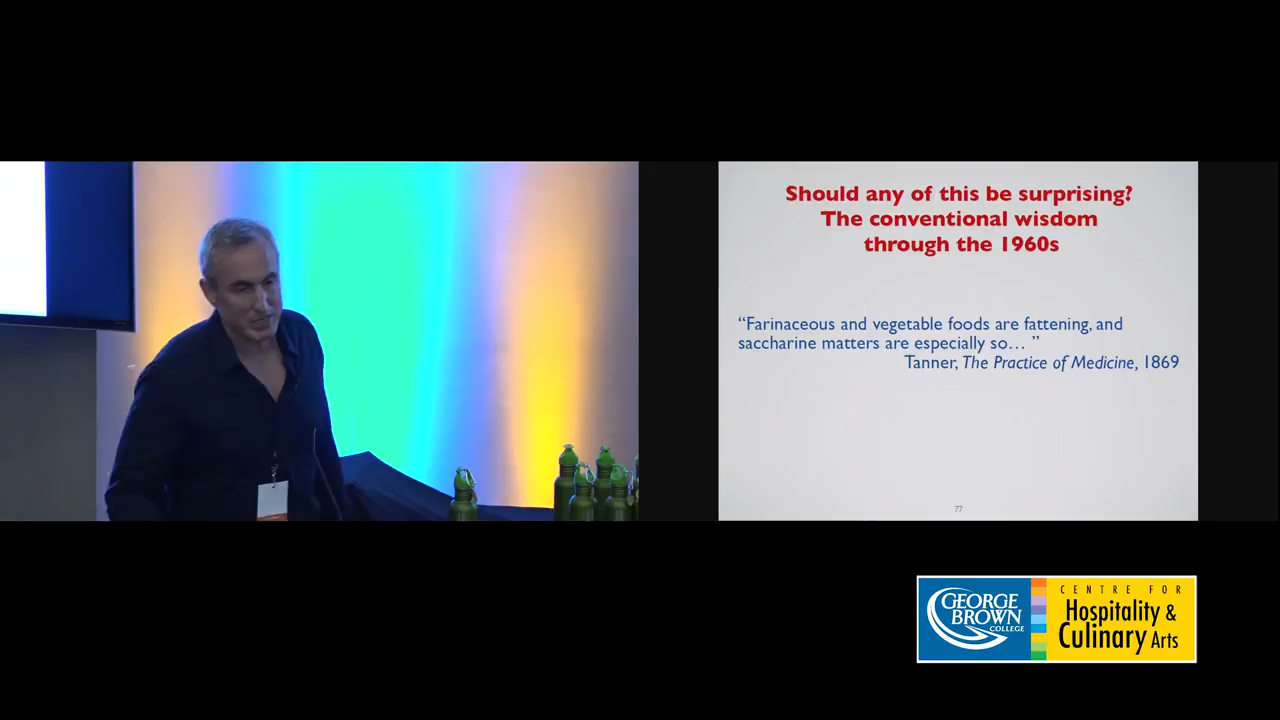 Should any of this be surprising?
The conventional wisdom
through the 1960s
“Farinaceous and vegetable foods are fattening, and
saccharine matters are especially so… ”
Tanner, The Practice of Medicine, 1869
77
GEORGE
BROWN
COLLEGE
CENTRE FOR
Hospitality &
Culinary Arts